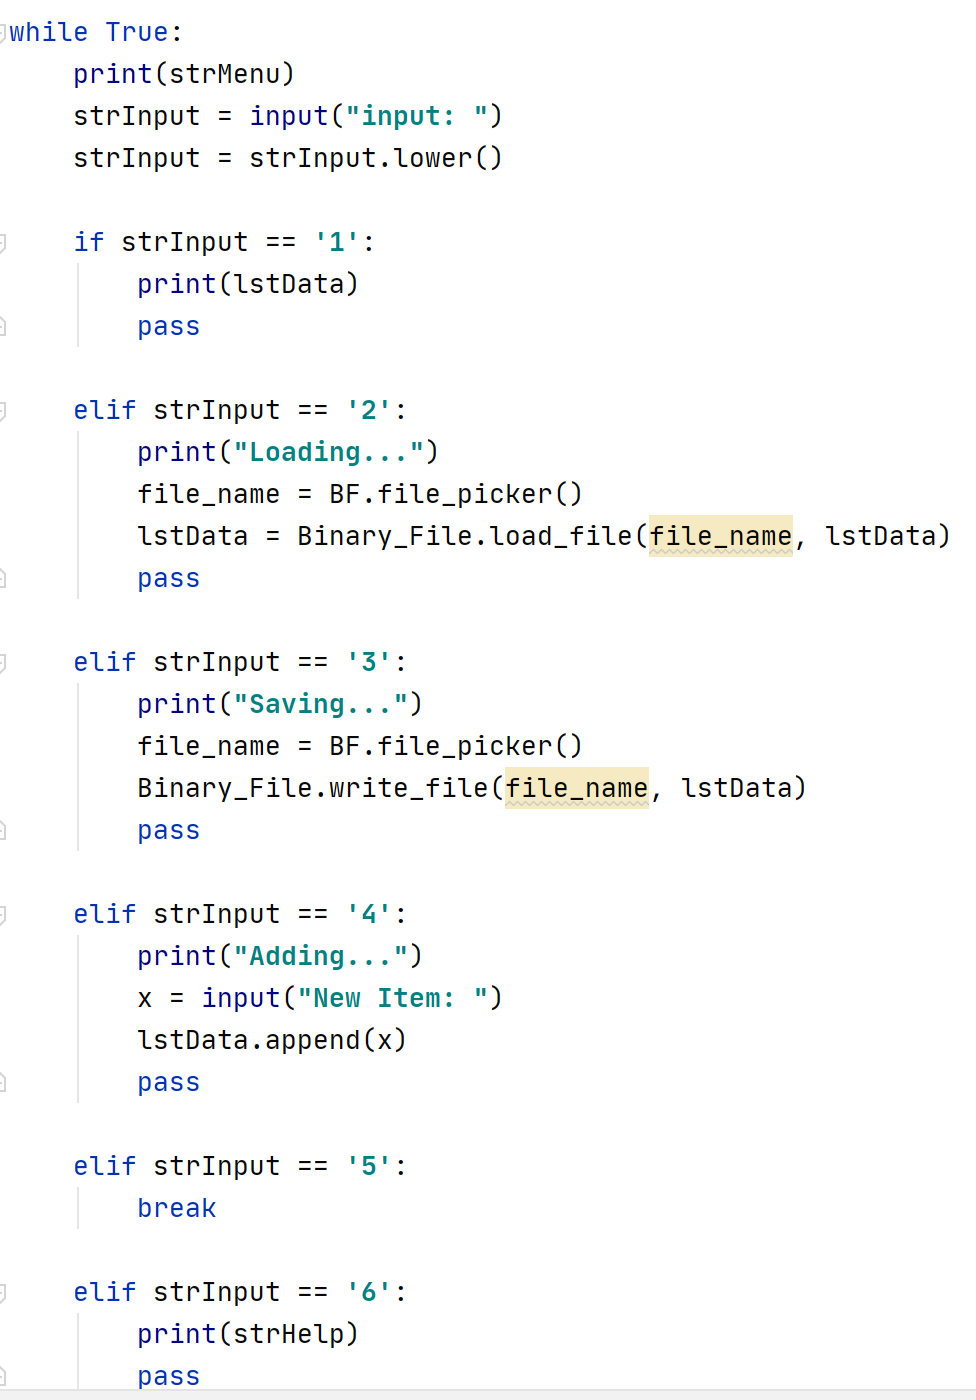 while True:
    print(strMenu)
    strInput = input("input: ")
    strInput = strInput.lower()

    if strInput == '1':
        print(lstData)
        pass

    elif strInput == '2':
        print("Loading...")
        file_name = BF.file_picker()
        lstData = Binary_File.load_file(file_name, lstData)
        pass

    elif strInput == '3':
        print("Saving...")
        file_name = BF.file_picker()
        Binary_File.write_file(file_name, lstData)
        pass

    elif strInput == '4':
        print("Adding...")
        x = input("New Item: ")
        lstData.append(x)
        pass

    elif strInput == '5':
        break

    elif strInput == '6':
        print(strHelp)
        pass